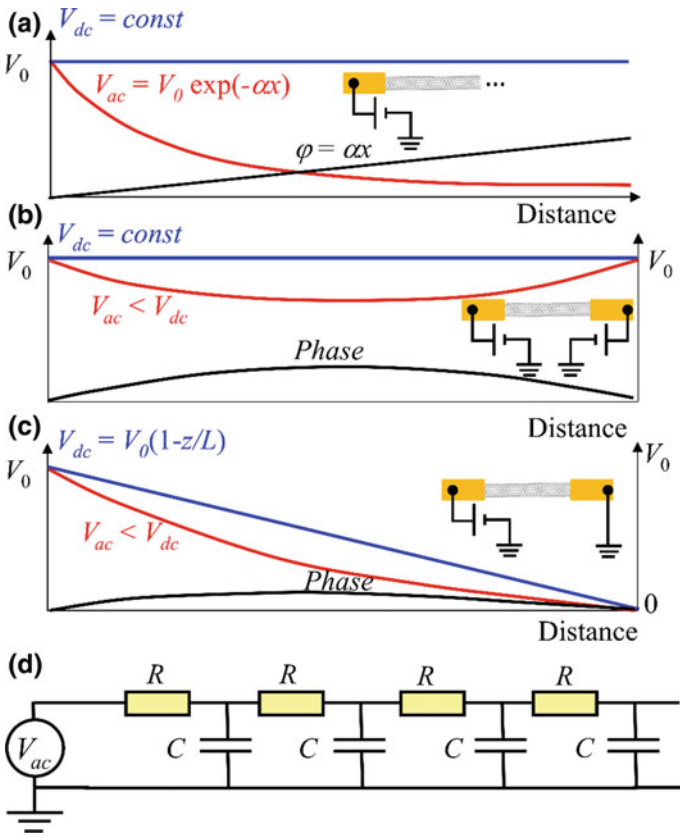 (a)
V_dc = const
V_0
V_ac = V_0 exp(-αx)
...
φ = αx
Distance
(b)
V_dc = const
V_0
V_0
V_ac < V_dc
Phase
Distance
(c)
V_dc = V_0(1-z/L)
V_0
V_0
V_ac < V_dc
Phase
0
Distance
(d)
R R R R
V_ac C C C C